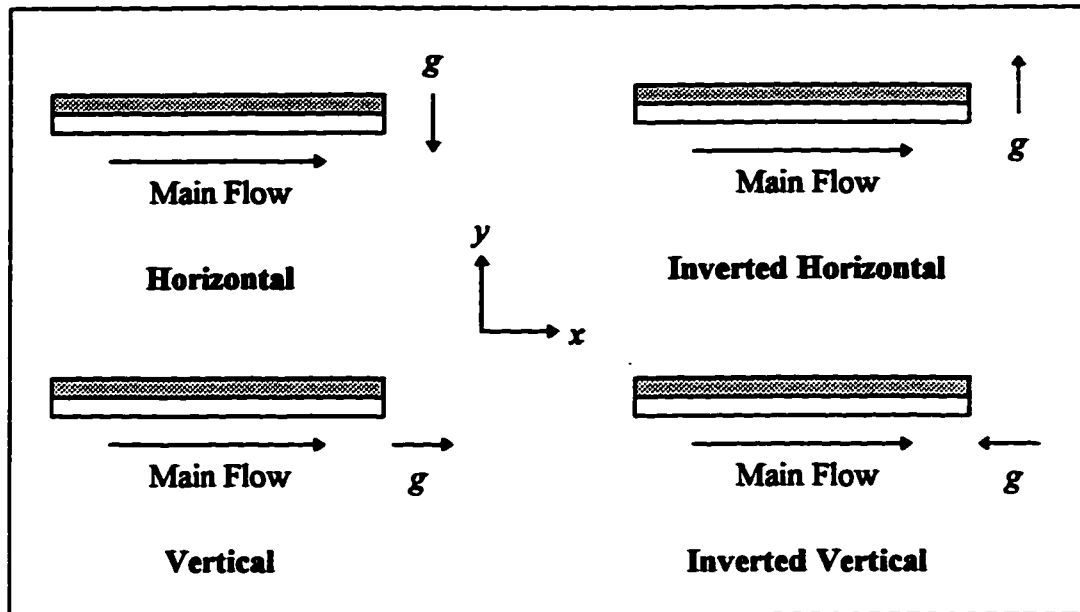 g
Main Flow
Horizontal
g
Main Flow
Inverted Horizontal
y
x
Main Flow
g
Vertical
Main Flow
g
Inverted Vertical